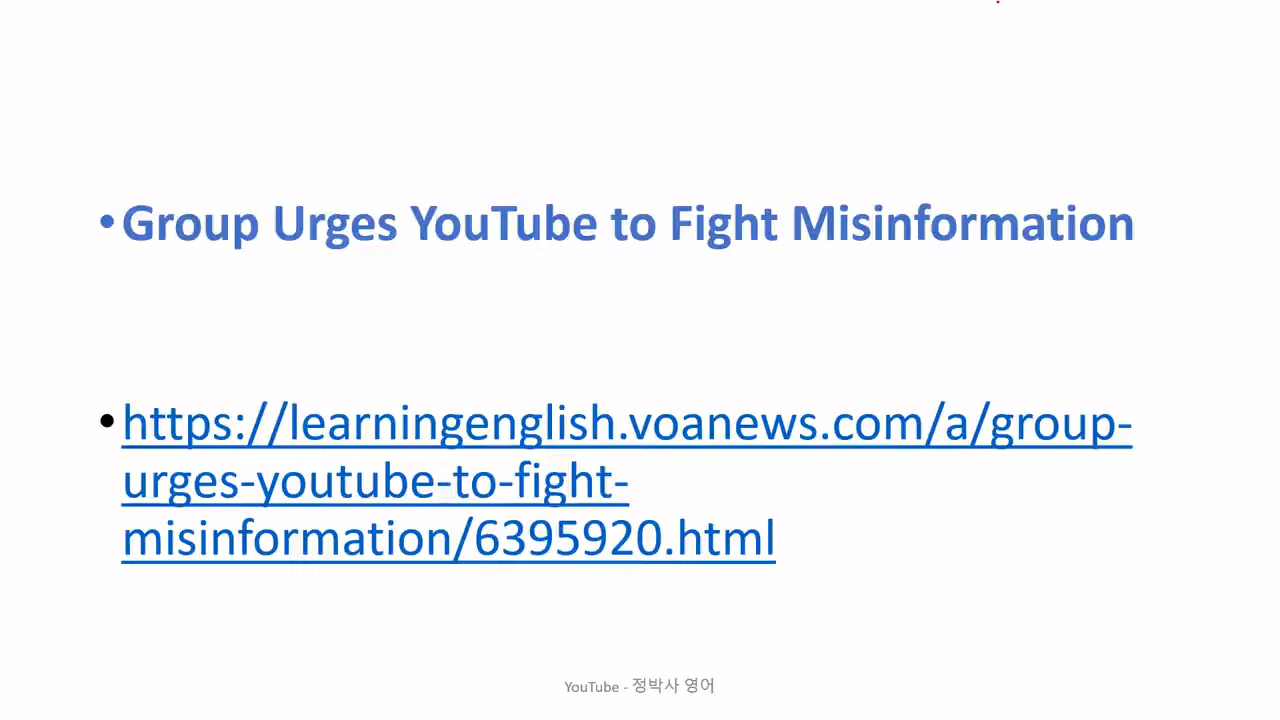 •Group Urges YouTube to Fight Misinformation
•https://learningenglish.voanews.com/a/group-
urges-youtube-to-fight-
misinformation/6395920.html
YouTube - 정박사 영어